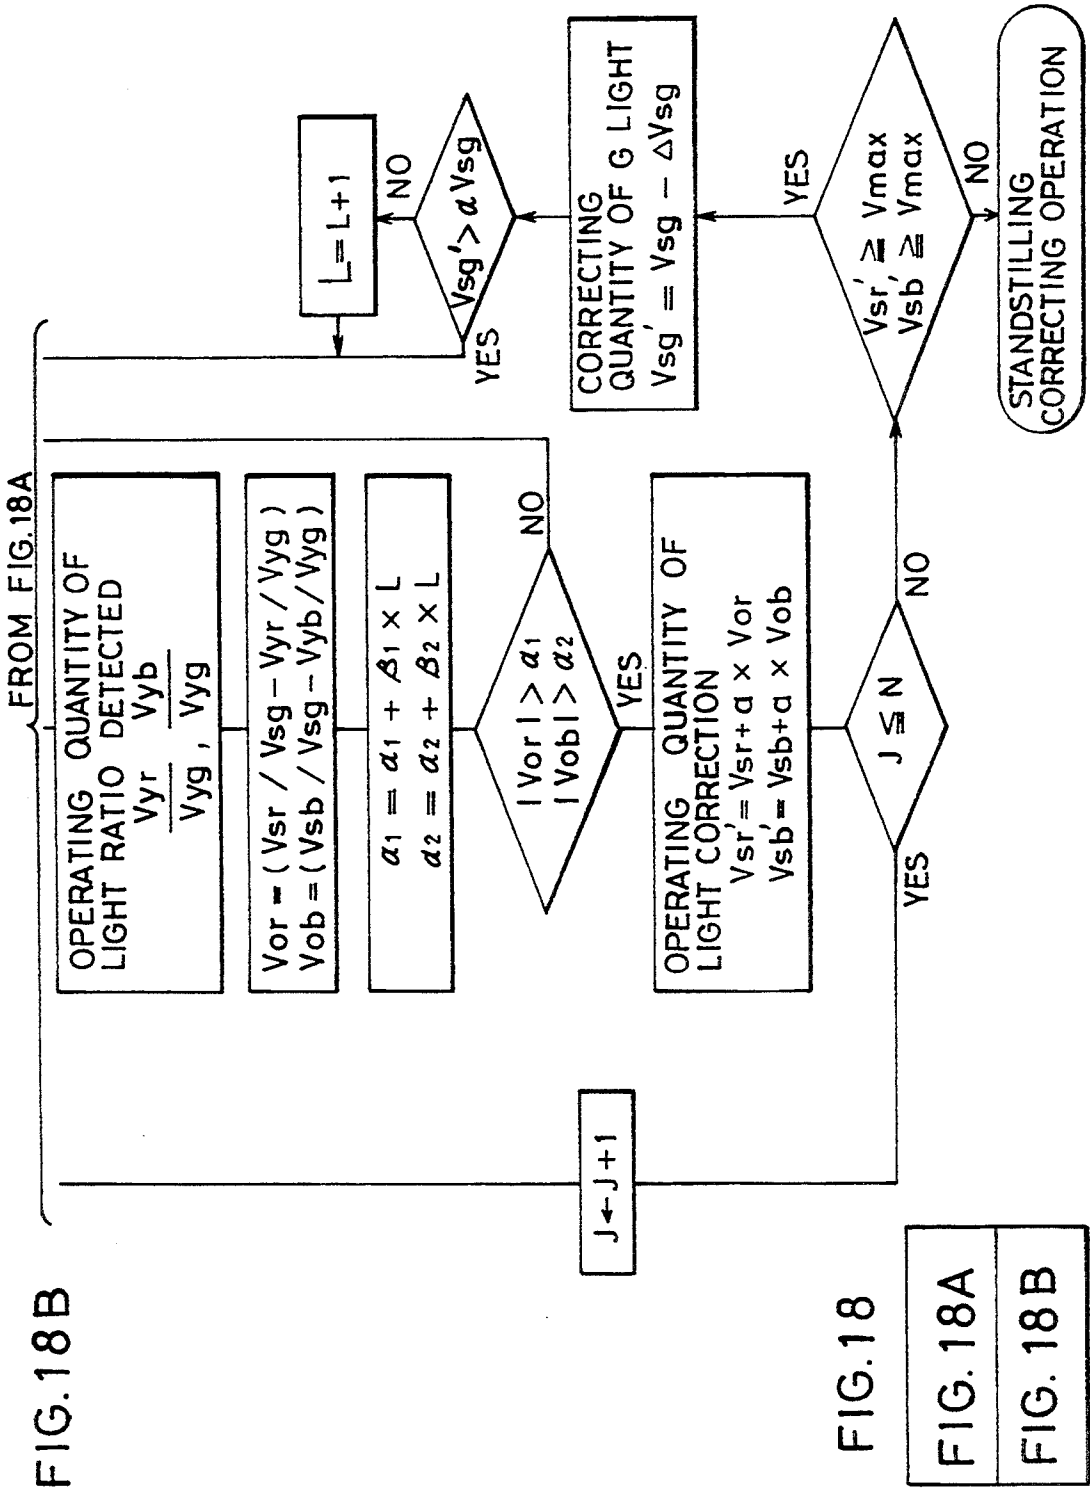 FIG.18B
FROM FIG.18A
OPERATING QUANTITY OF
LIGHT RATIO DETECTED
Vyr Vyb
Vyg , Vyg
Vor = (Vsr / Vsg - Vyr / Vyg)
Vob = (Vsb / Vsg - Vyb / Vyg)
α1 = α1 + β1 × L
α2 = α2 + β2 × L
|Vor| > α1
|Vob| > α2
NO
YES
OPERATING QUANTITY OF
LIGHT CORRECTION
Vsr' = Vsr + a × Vor
Vsb' = Vsb + a × Vob
J ≦ N
YES
NO
J ← J + 1
L = L + 1
NO
Vsg' > α Vsg
YES
CORRECTING
QUANTITY OF G LIGHT
Vsg' = Vsg - ΔVsg
YES
Vsr' ≧ Vmax
Vsb' ≧ Vmax
NO
STANDSTILLING
CORRECTING OPERATION
FIG.18
FIG. 18A
FIG. 18B